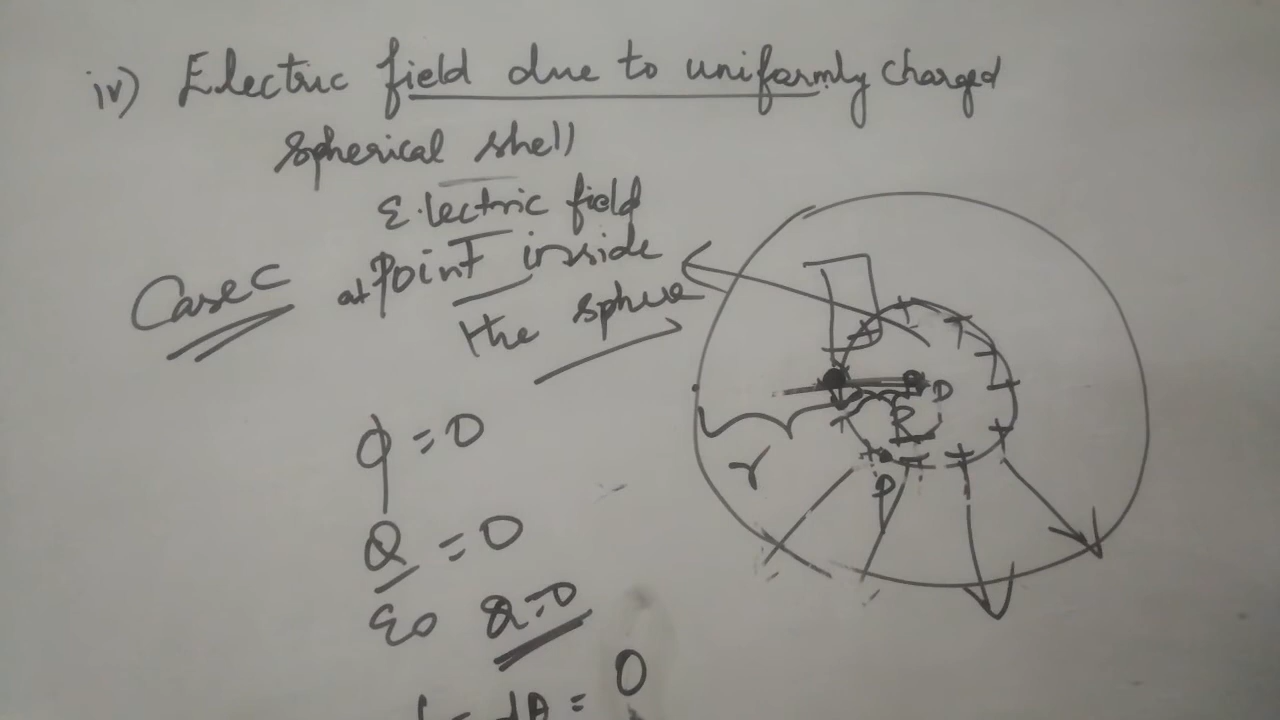 iv) Electric field due to uniformly charged
spherical shell
Electric field
Case C at Point inside
the sphere
ϕ = 0
Q/ε0 = 0
Q = 0
dA = 0
r
R
P